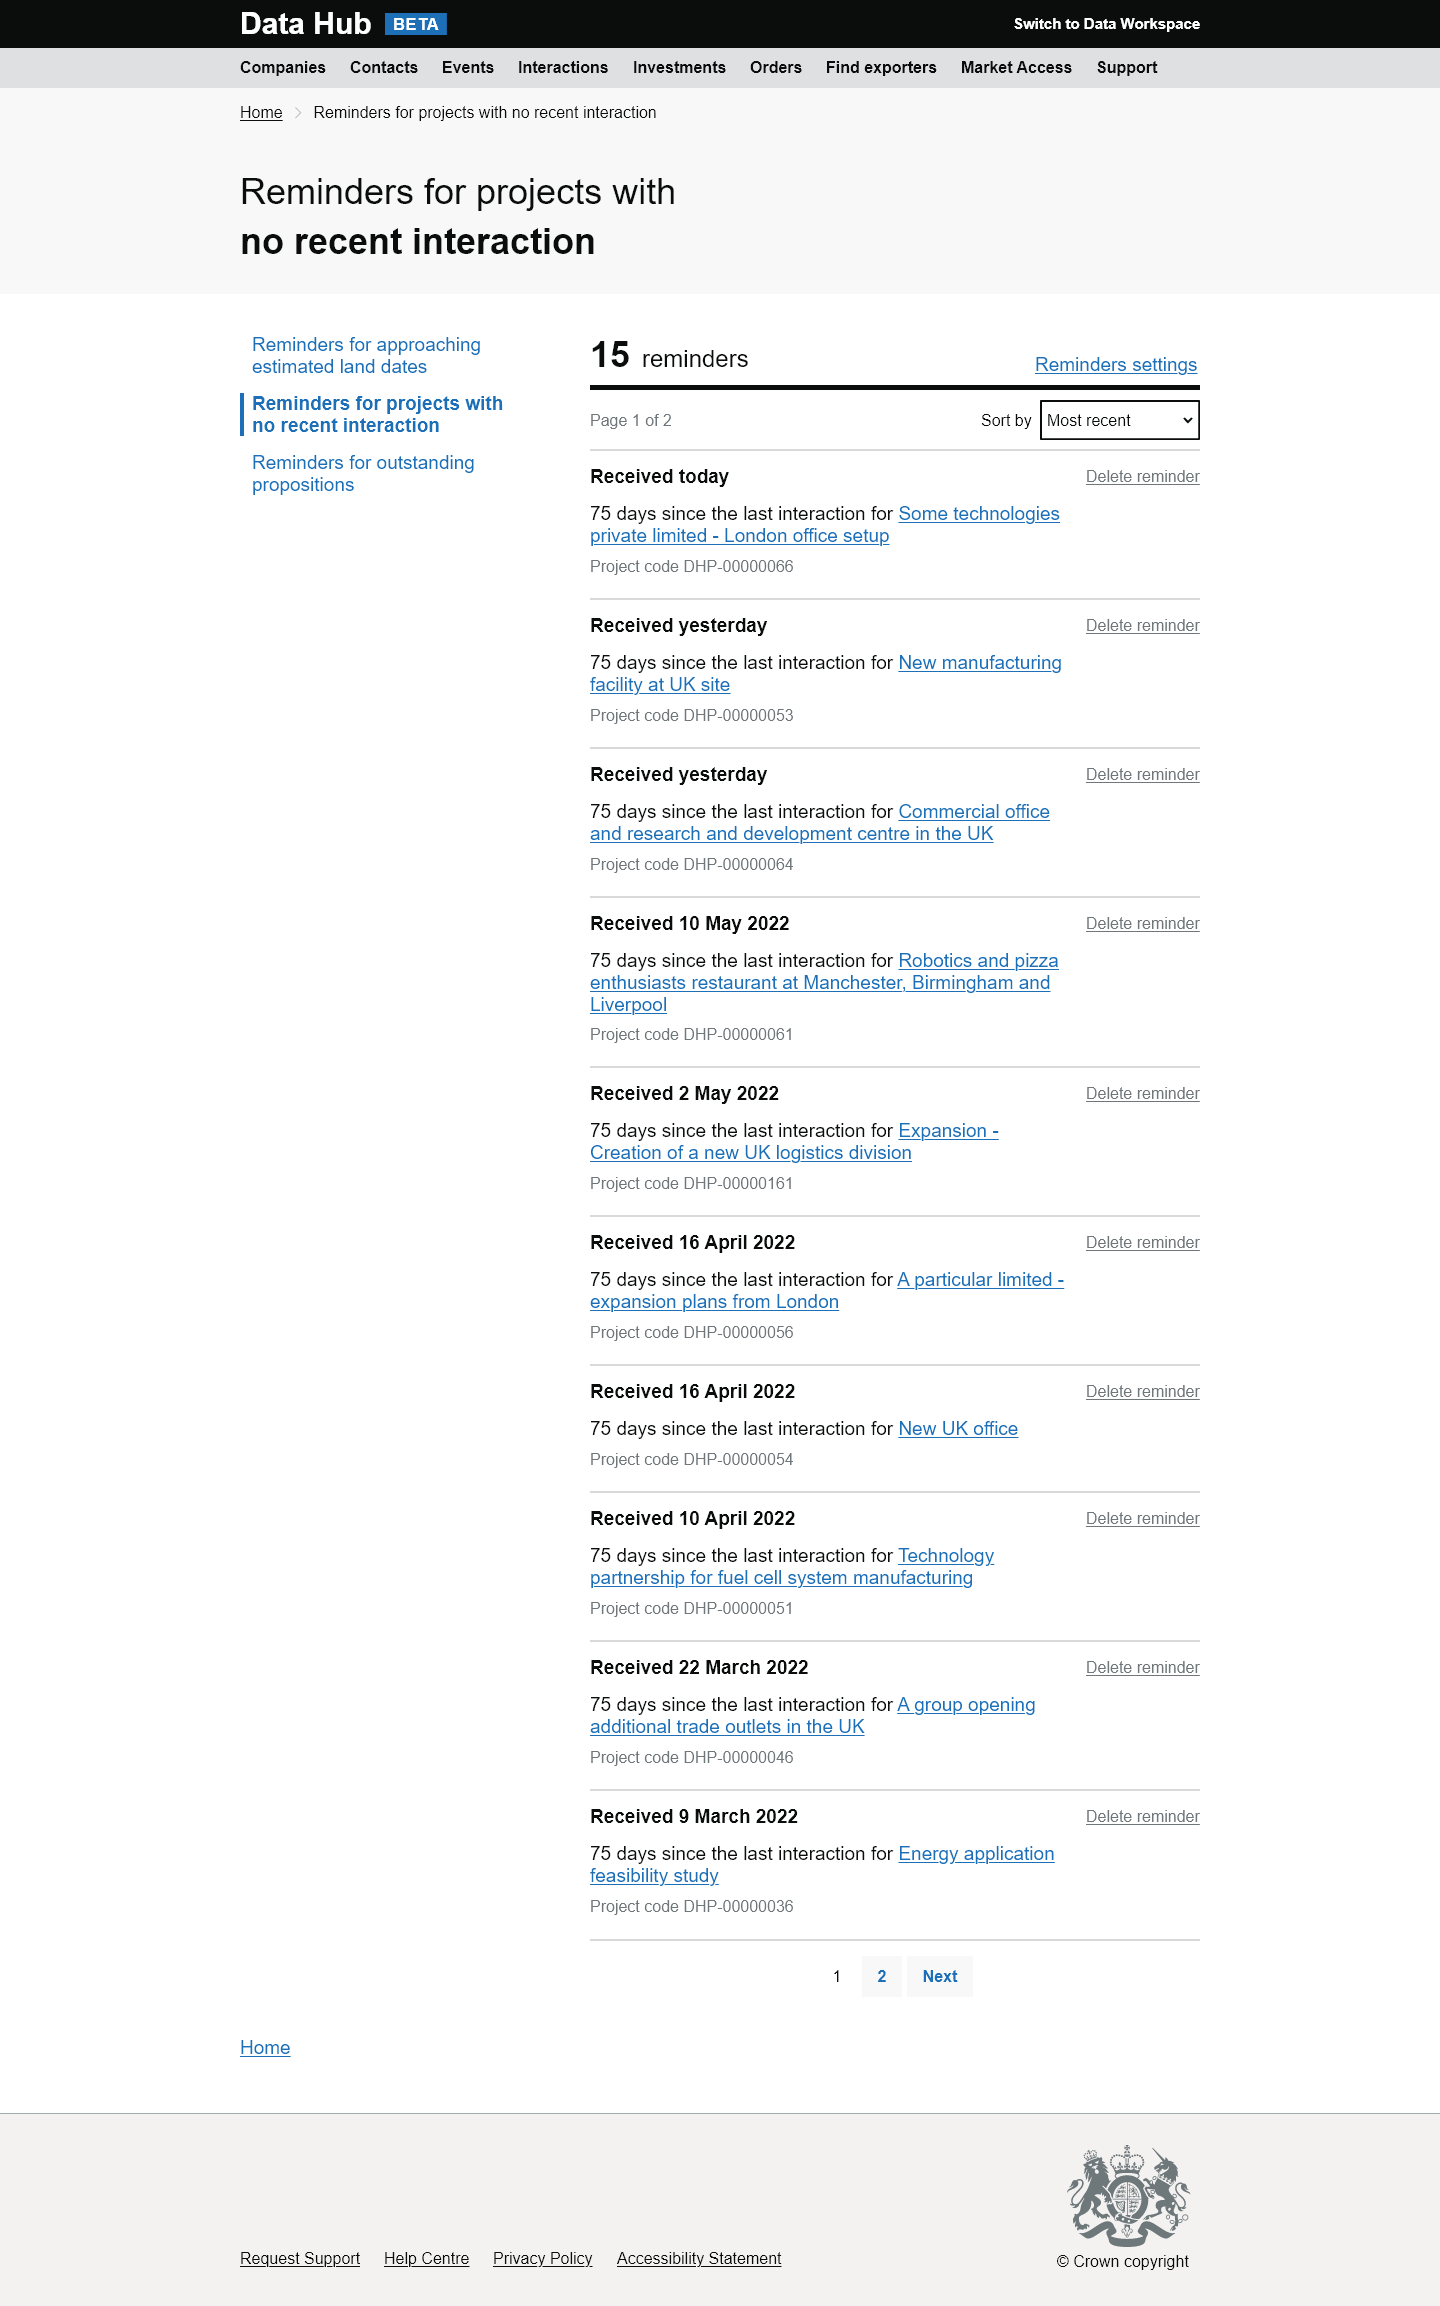 Data Hub BETA
Switch to Data Workspace
Companies Contacts Events Interactions Investments Orders Find exporters Market Access Support
Home Reminders for projects with no recent interaction
Reminders for projects with
no recent interaction
Reminders for approaching
estimated land dates
Reminders for projects with
no recent interaction
Reminders for outstanding
propositions
15 reminders
Reminders settings
Page 1 of 2
Sort by Most recent
Received today
Delete reminder
75 days since the last interaction for Some technologies
private limited - London office setup
Project code DHP-00000066
Received yesterday
Delete reminder
75 days since the last interaction for New manufacturing
facility at UK site
Project code DHP-00000053
Received yesterday
Delete reminder
75 days since the last interaction for Commercial office
and research and development centre in the UK
Project code DHP-00000064
Received 10 May 2022
Delete reminder
75 days since the last interaction for Robotics and pizza
enthusiasts restaurant at Manchester, Birmingham and
Liverpool
Project code DHP-00000061
Received 2 May 2022
Delete reminder
75 days since the last interaction for Expansion -
Creation of a new UK logistics division
Project code DHP-00000161
Received 16 April 2022
Delete reminder
75 days since the last interaction for A particular limited -
expansion plans from London
Project code DHP-00000056
Received 16 April 2022
Delete reminder
75 days since the last interaction for New UK office
Project code DHP-00000054
Received 10 April 2022
Delete reminder
75 days since the last interaction for Technology
partnership for fuel cell system manufacturing
Project code DHP-00000051
Received 22 March 2022
Delete reminder
75 days since the last interaction for A group opening
additional trade outlets in the UK
Project code DHP-00000046
Received 9 March 2022
Delete reminder
75 days since the last interaction for Energy application
feasibility study
Project code DHP-00000036
1 2 Next
Home
Request Support Help Centre Privacy Policy Accessibility Statement
© Crown copyright